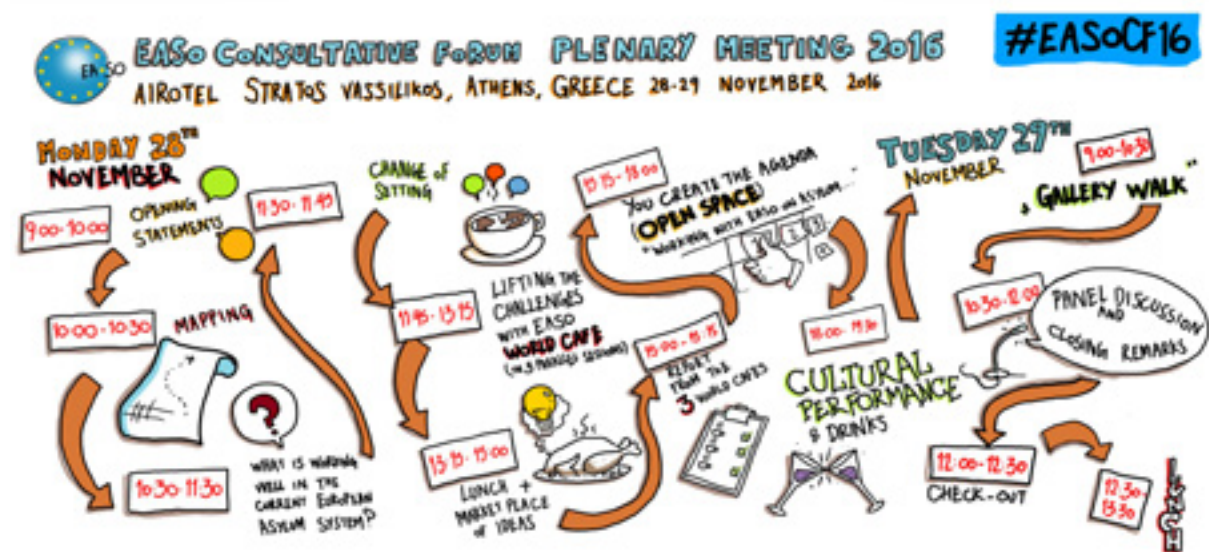 EASO
EASO CONSULTATIVE FORUM PLENARY MEETING 2016
#EASOCF16
AIROTEL STRATOS VASSILIKOS, ATHENS, GREECE 28-29 NOVEMBER 2016
MONDAY 28TH
NOVEMBER
9:00-10:00
OPENING
STATEMENTS
10:00-10:30
MAPPING
10:30-11:30
?
WHAT IS WORKING
WELL IN THE
CURRENT EUROPEAN
ASYLUM SYSTEM?
11:30-11:45
CHANGE OF
SETTING
11:45-13:15
LIFTING THE
CHALLENGES
WITH EASO
WORLD CAFE
(IN 3 PARALLEL SESSIONS)
13:15-15:00
LUNCH +
MARKET PLACE
OF IDEAS
15:00-15:15
REPORT
FROM THE
3 WORLD CAFES
15:15-18:00
YOU CREATE THE AGENDA
(OPEN SPACE)
"WORKING WITH EASO ON ASYLUM..."
CULTURAL
PERFORMANCE
& DRINKS
TUESDAY 29TH
NOVEMBER
9:00-10:30
GALLERY WALK"
10:30-12:00
PANEL DISCUSSION
AND
CLOSING REMARKS
12:00-12:30
CHECK-OUT
12:30-
13:30
LUNCH